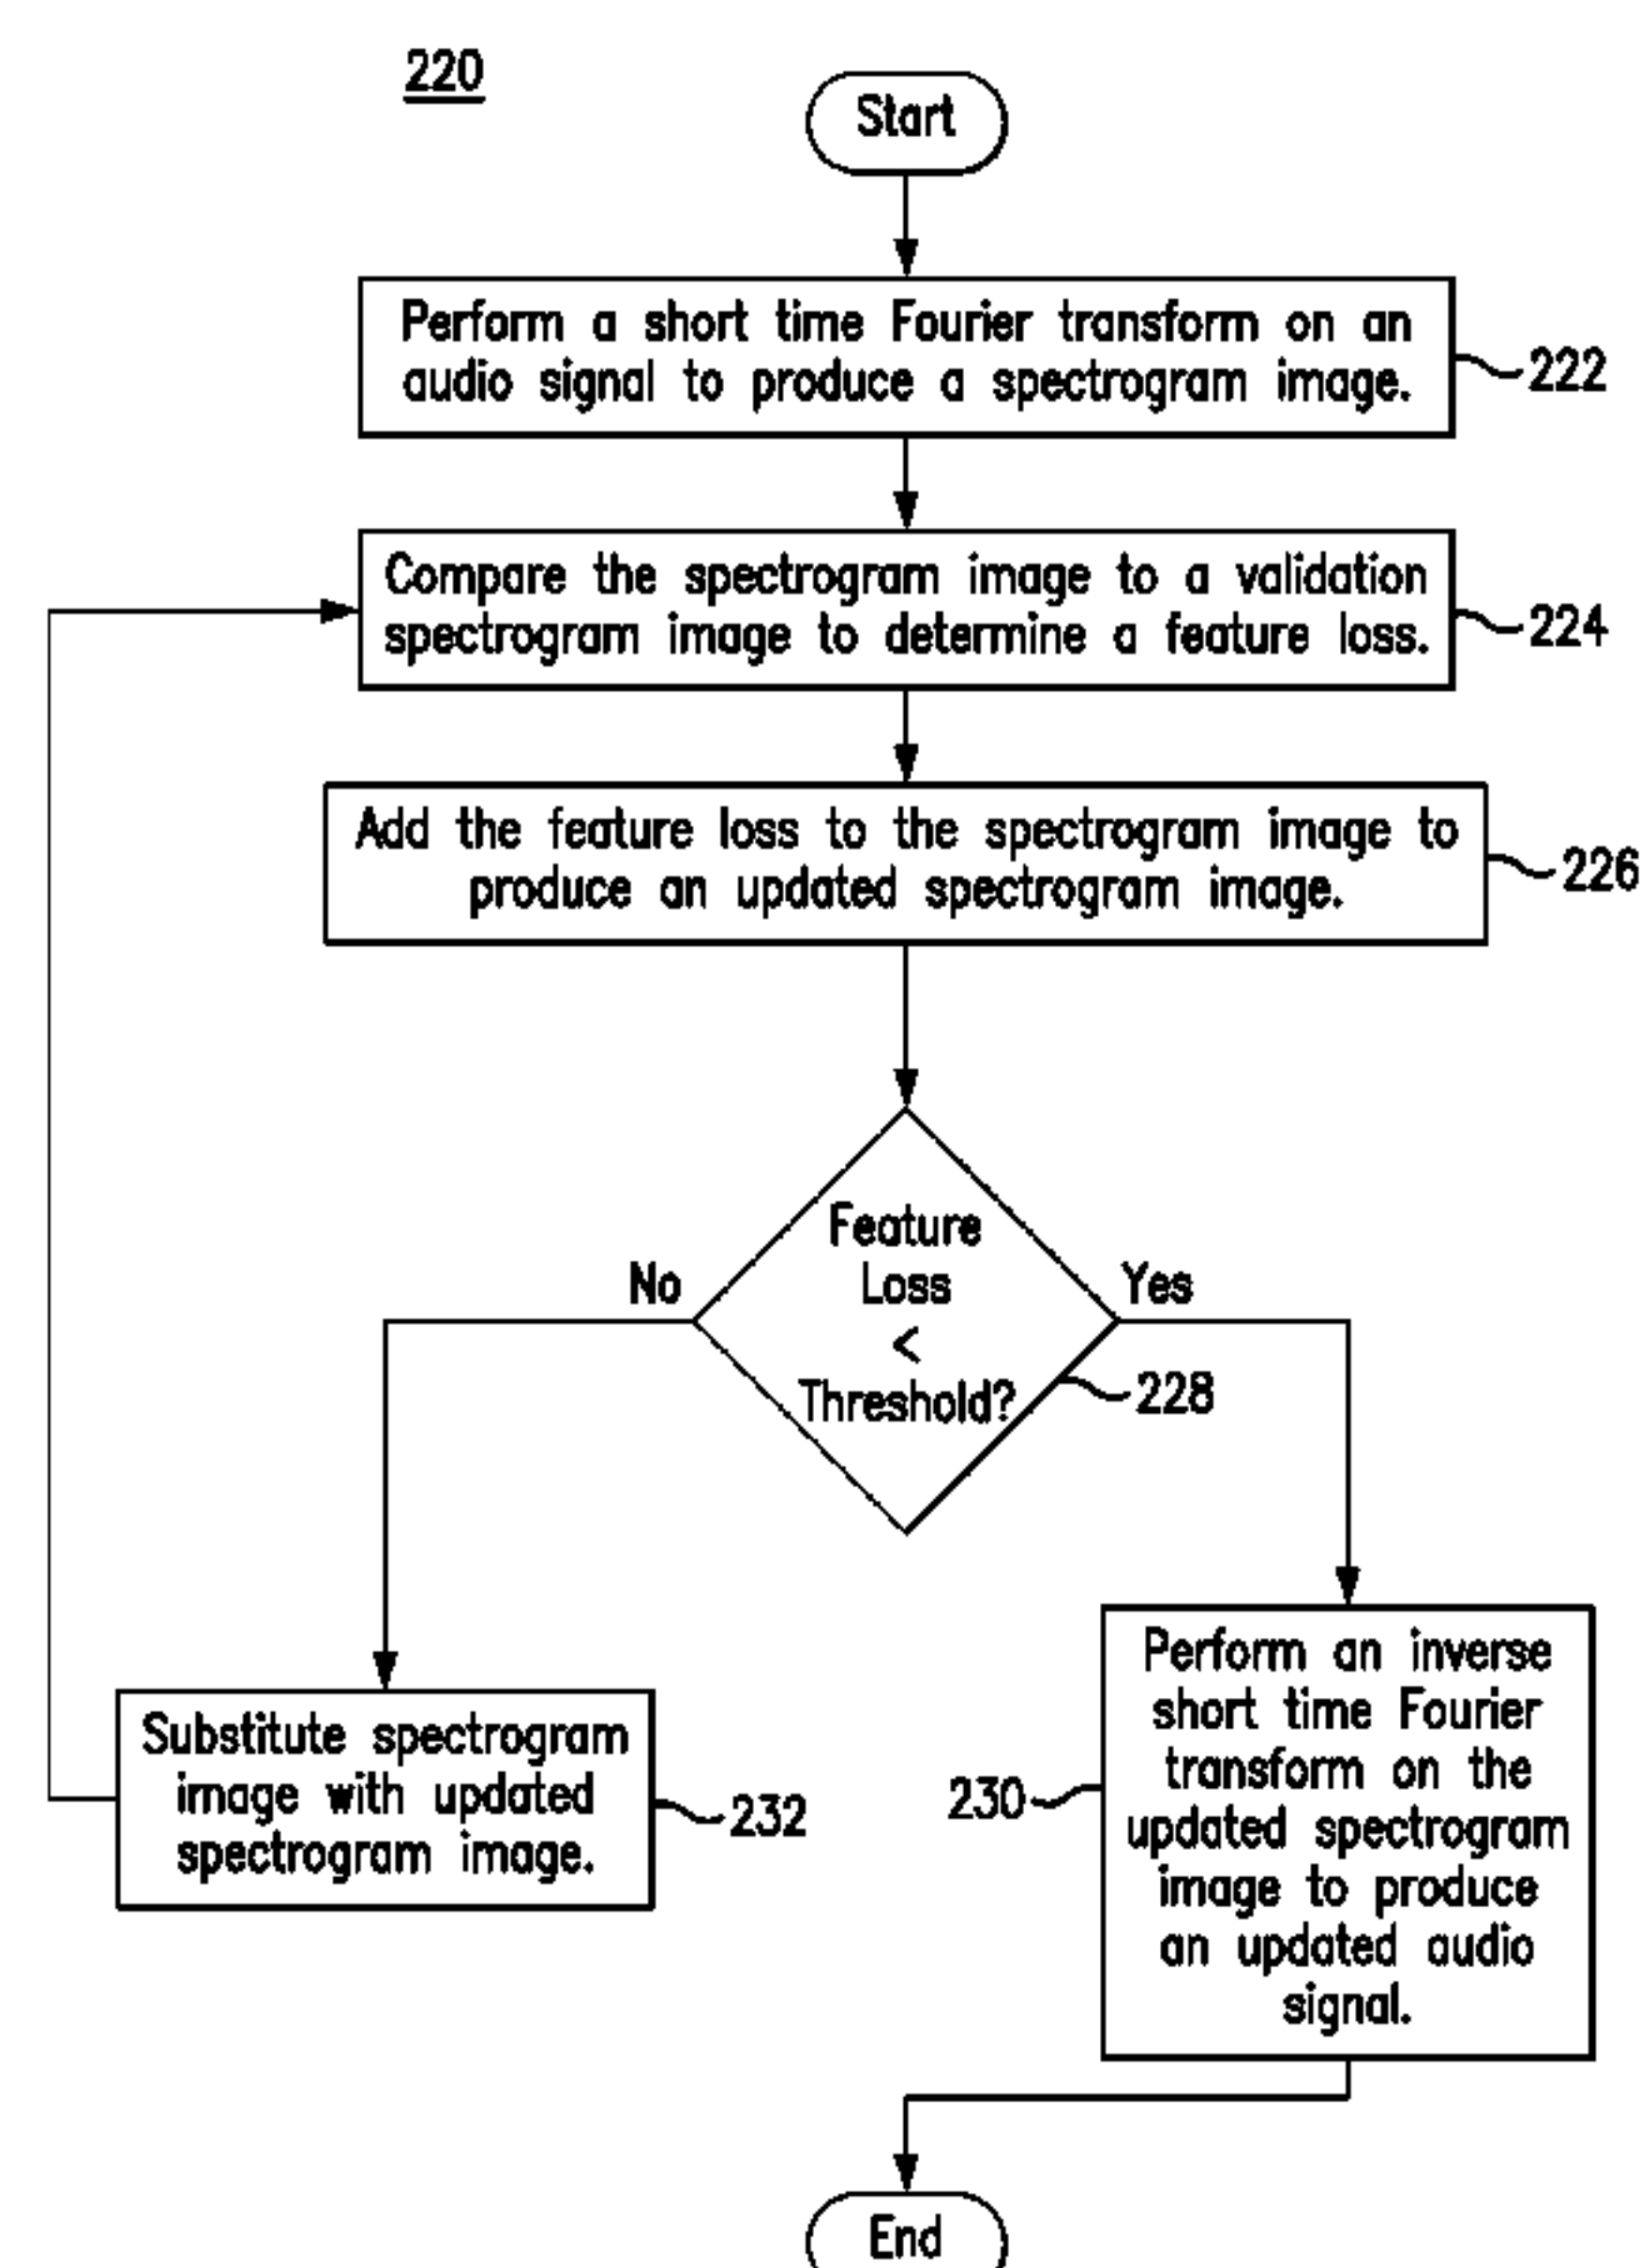 220
Start
Perform a short time Fourier transform on an
audio signal to produce a spectrogram image.
222
Compare the spectrogram image to a validation
spectrogram image to determine a feature loss.
224
Add the feature loss to the spectrogram image to
produce an updated spectrogram image.
226
Feature
Loss
<
Threshold?
No
Yes
228
Substitute spectrogram
image with updated
spectrogram image.
232
230
Perform an inverse
short time Fourier
transform on the
updated spectrogram
image to produce
an updated audio
signal.
End